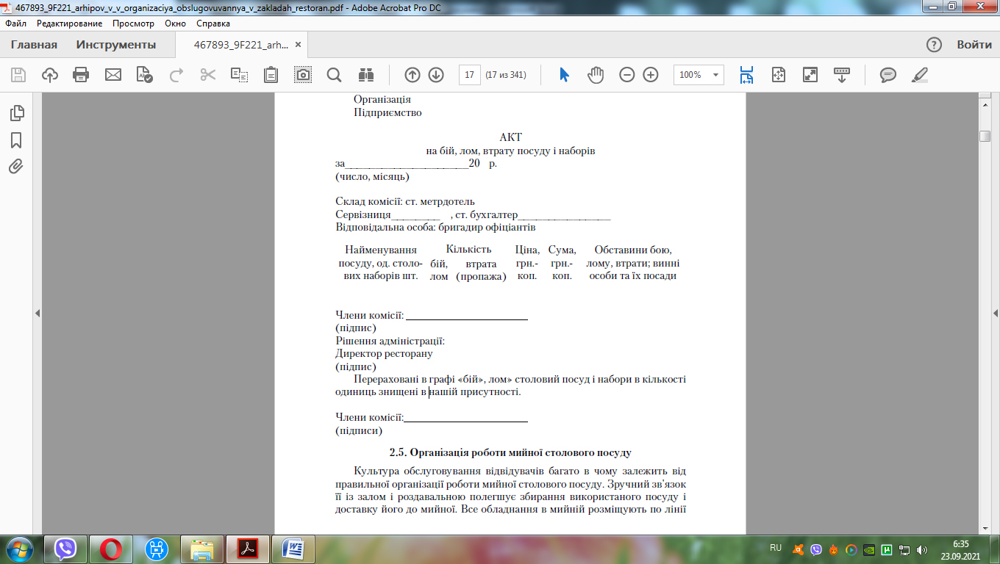 467893_9F221_arhipov_v_v_organizaciya_obslugovuvannya_v_zakladah_restoran.pdf - Adobe Acrobat Pro DC
Файл Редактирование Просмотр Окно Справка
Главная Инструменты 467893_9F221_arh... × Войти
17 (17 из 341) 100%
Організація
Підприємство
АКТ
на бій, лом, втрату посуду і наборів
за______________________20 р.
(число, місяць)
Склад комісії: ст. метрдотель
Сервізниця_________ , ст. бухгалтер_________________
Відповідальна особа: бригадир офіціантів
Найменування Кількість Ціна, Сума, Обставини бою,
посуду, од. столо- бій, втрата грн.- грн.- лому, втрати; винні
вих наборів шт. лом (пропажа) коп. коп. особи та їх посади
Члени комісії: ______________________
(підпис)
Рішення адміністрації:
Директор ресторану
(підпис)
Перераховані в графі «бій», лом» столовий посуд і набори в кількості
одиниць знищені в нашій присутності.
Члени комісії:______________________
(підписи)
2.5. Організація роботи мийної столового посуду
Культура обслуговування відвідувачів багато в чому залежить від
правильної організації роботи мийної столового посуду. Зручний зв'язок
її із залом і роздавальною полегшує збирання використаного посуду і
доставку його до мийної. Все обладнання в мийній розміщують по лінії
RU 6:35
23.09.2021